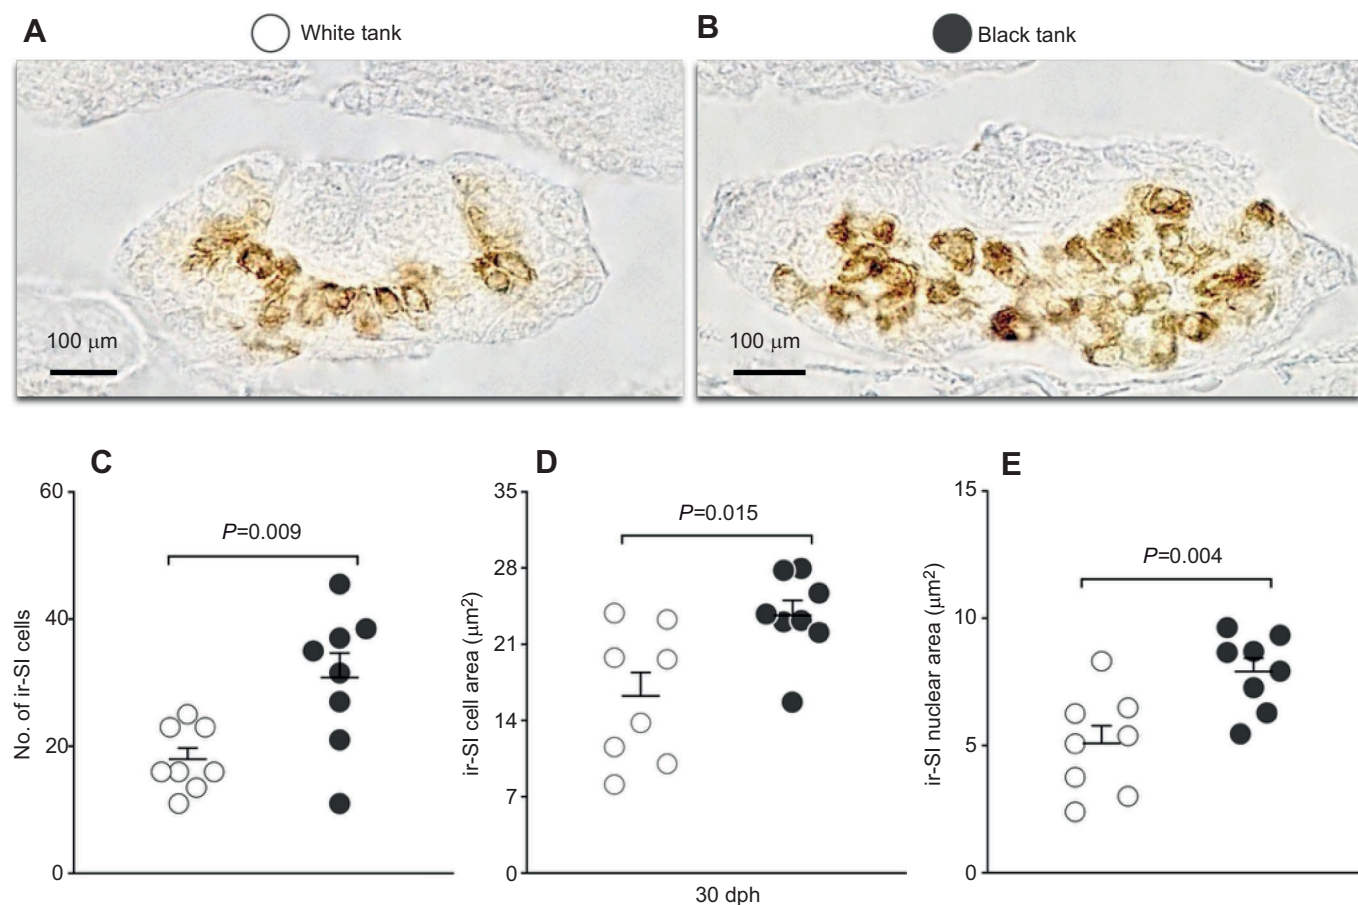 A
White tank
B
Black tank
100 μm
100 μm
C
D
E
60
40
20
0
No. of ir-SI cells
P=0.009
35
28
21
14
7
0
ir-SI cell area (μm²)
P=0.015
30 dph
15
10
5
0
ir-SI nuclear area (μm²)
P=0.004